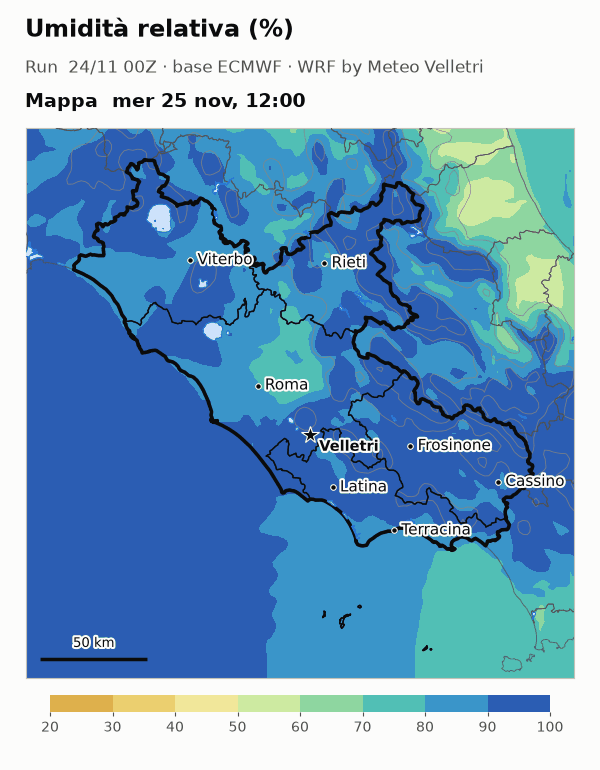 Umidità relativa (%)
Run  24/11 00Z · base ECMWF · WRF by Meteo Velletri
Mappa  mer 25 nov, 12:00
Viterbo
Rieti
Roma
Velletri
Frosinone
Cassino
Latina
Terracina
50 km
20 30 40 50 60 70 80 90 100